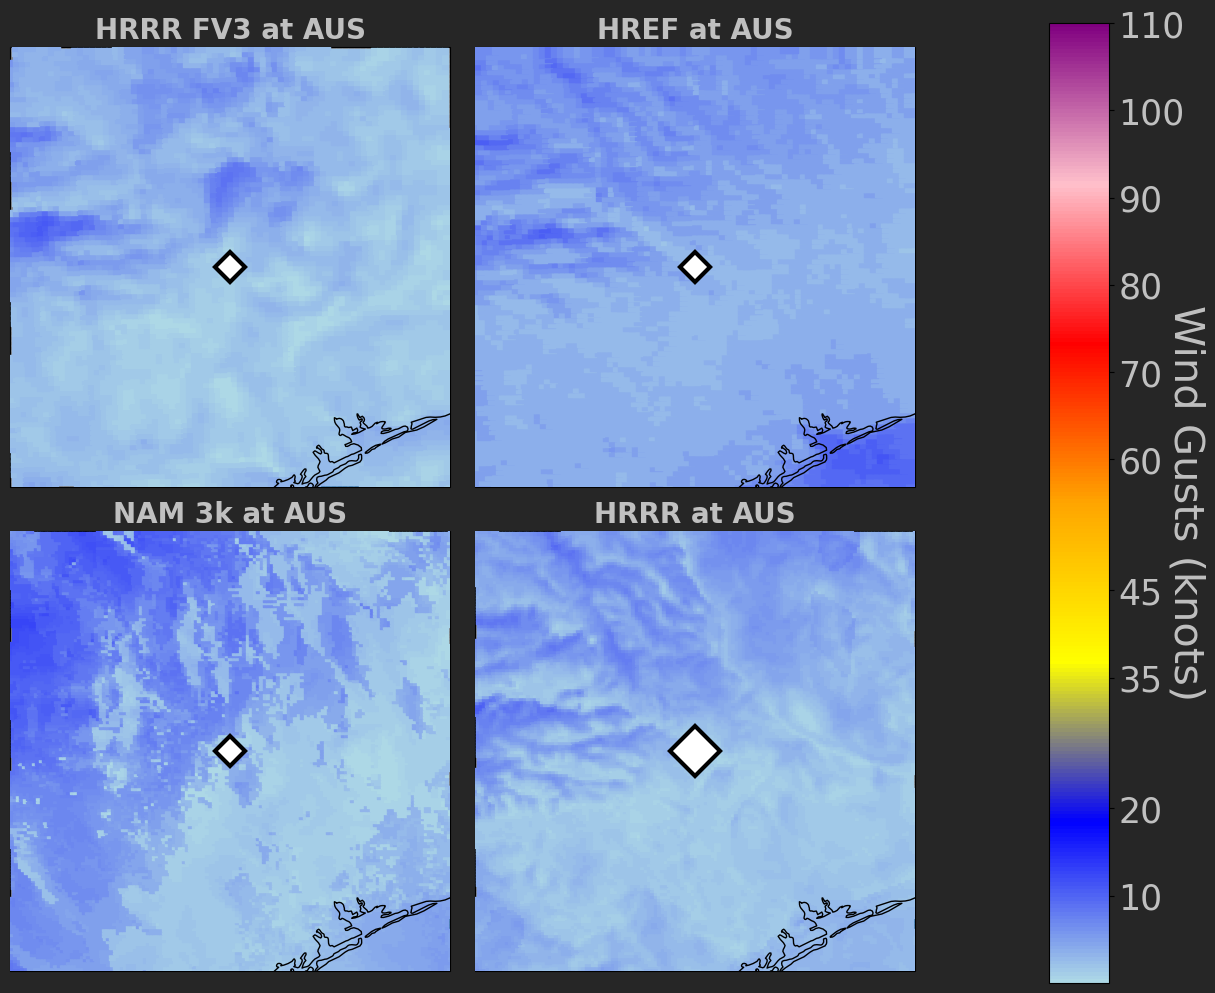 HRRR FV3 at AUS
HREF at AUS
NAM 3k at AUS
HRRR at AUS
110
100
90
80
70
60
45
35
20
10
Wind Gusts (knots)